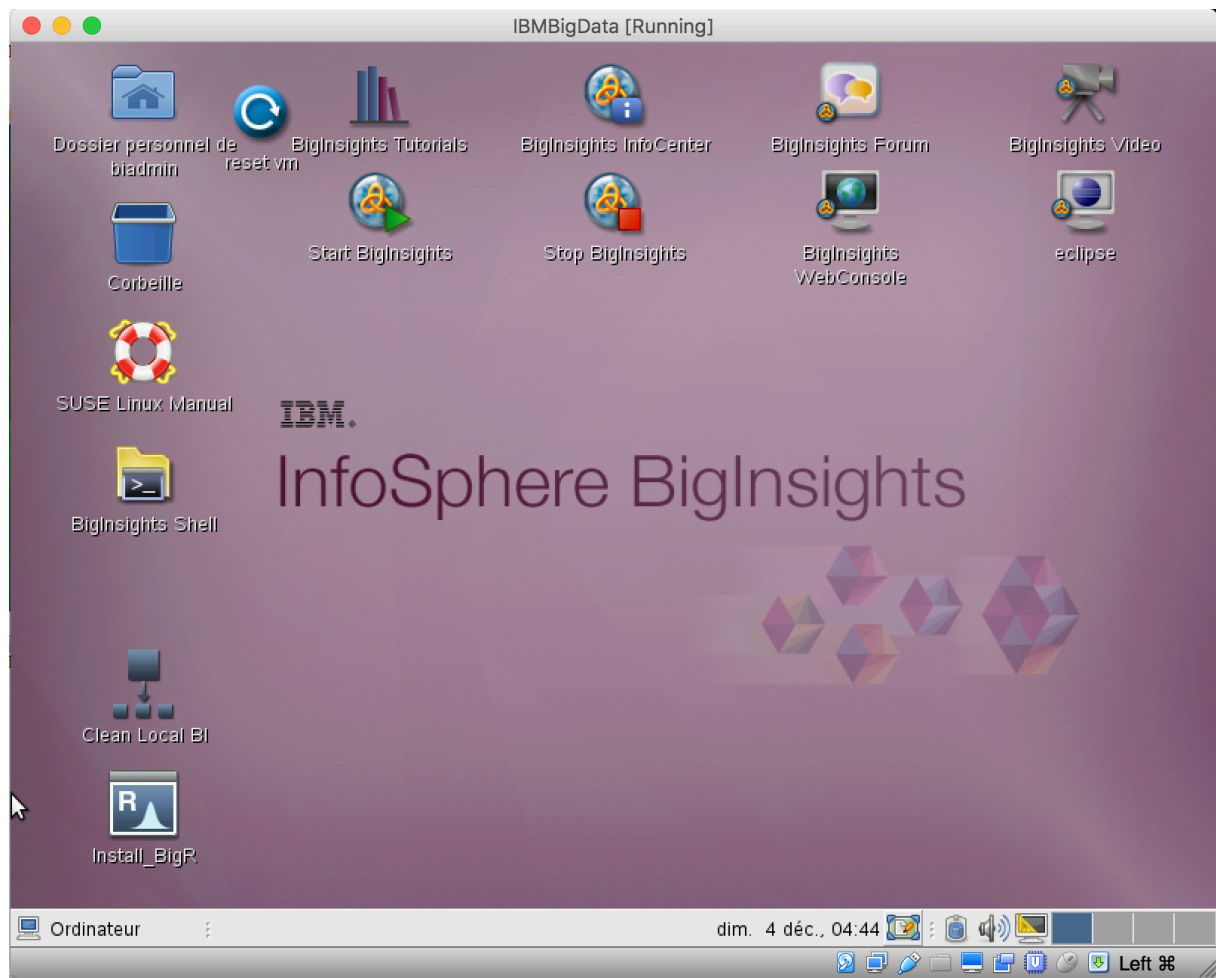 IBMBigData [Running]
Dossier personnel de
biadmin
reset vm
BigInsights Tutorials
BigInsights InfoCenter
BigInsights Forum
BigInsights Video
Start BigInsights
Stop BigInsights
BigInsights
WebConsole
eclipse
Corbeille
SUSE Linux Manual
IBM.
InfoSphere BigInsights
>_
BigInsights Shell
Clean Local BI
R
Install_BigR
Ordinateur
dim. 4 déc., 04:44
Left ⌘